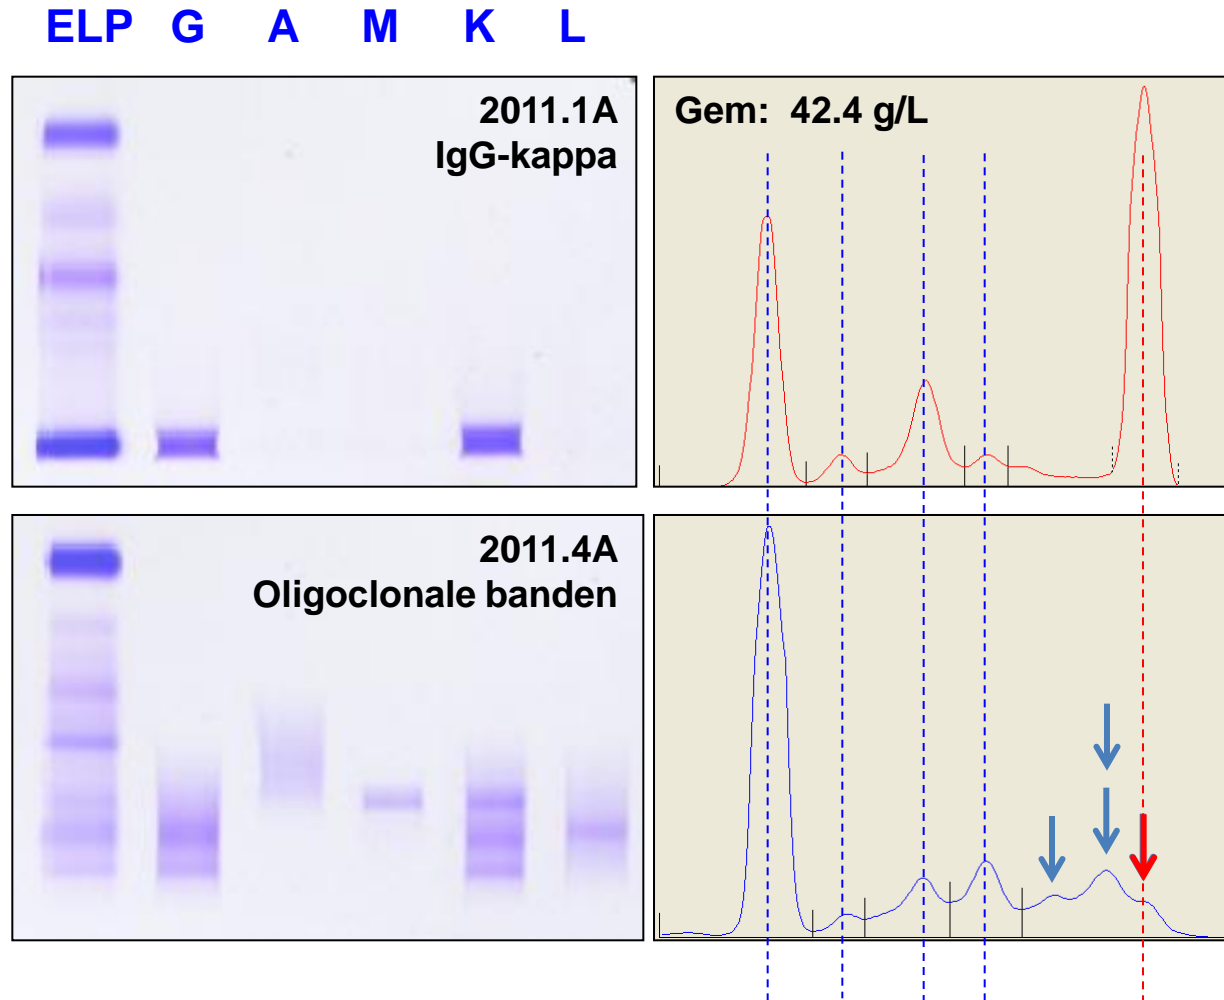 ELP G A M K L
2011.1A
IgG-kappa
Gem: 42.4 g/L
2011.4A
Oligoclonale banden